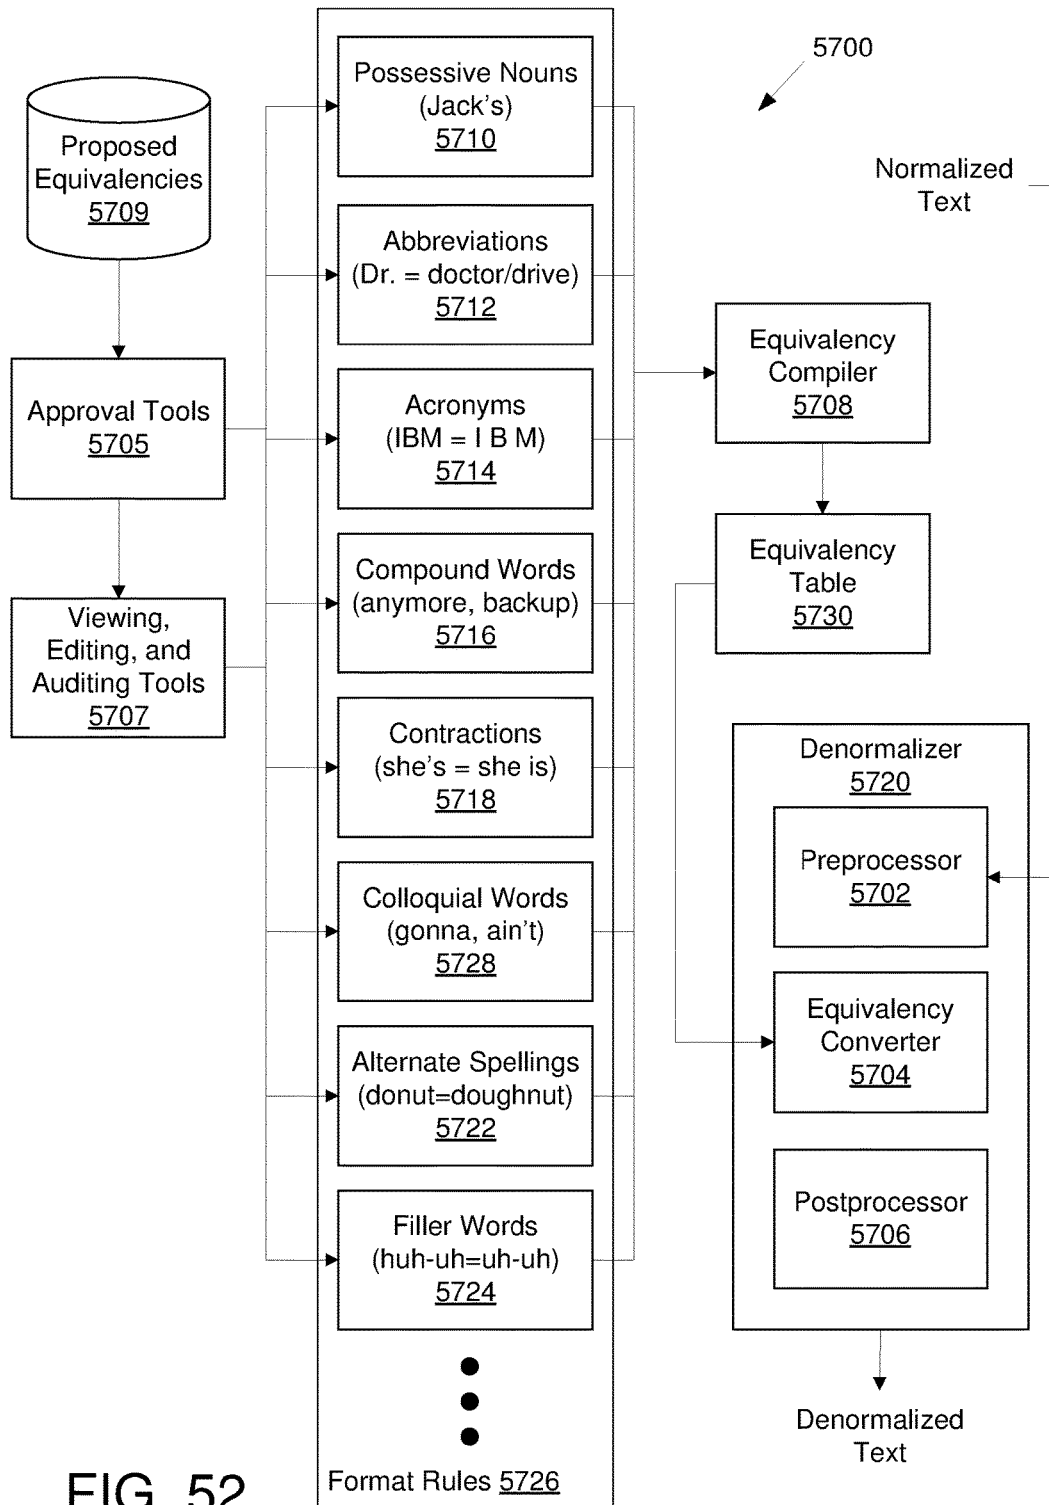 5700
Proposed
Equivalencies
5709
Approval Tools
5705
Viewing,
Editing, and
Auditing Tools
5707
Possessive Nouns
(Jack's)
5710
Abbreviations
(Dr. = doctor/drive)
5712
Acronyms
(IBM = I B M)
5714
Compound Words
(anymore, backup)
5716
Contractions
(she's = she is)
5718
Colloquial Words
(gonna, ain't)
5728
Alternate Spellings
(donut=doughnut)
5722
Filler Words
(huh-uh=uh-uh)
5724
Format Rules 5726
Normalized
Text
Equivalency
Compiler
5708
Equivalency
Table
5730
Denormalizer
5720
Preprocessor
5702
Equivalency
Converter
5704
Postprocessor
5706
Denormalized
Text
FIG. 52